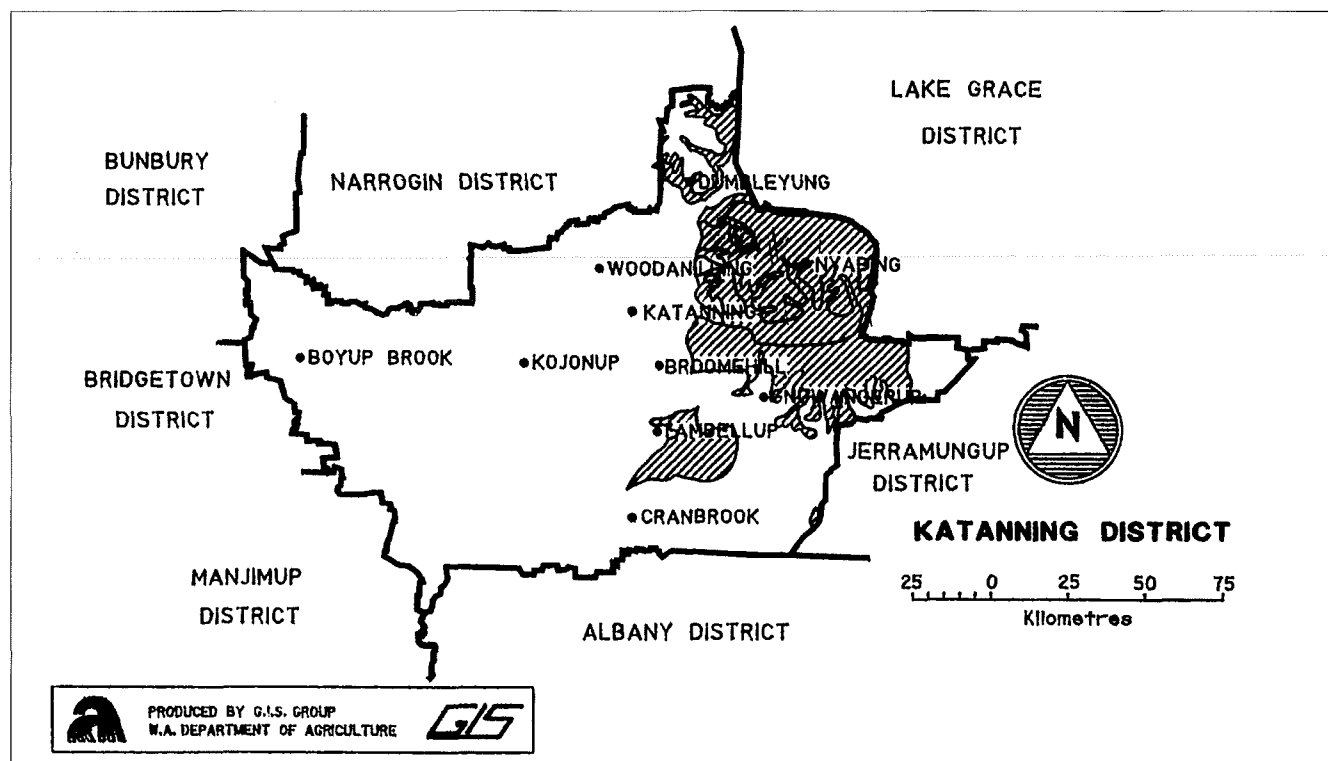 LAKE GRACE
DISTRICT
BUNBURY
DISTRICT
NARROGIN DISTRICT
DUMBLEYUNG
WOODANILLING
NYABING
KATANNING
BOYUP BROOK
KOJONUP
BROOMEHILL
BRIDGETOWN
DISTRICT
GNOWANGERUP
TAMBELLUP
JERRAMUNGUP
DISTRICT
N
CRANBROOK
KATANNING DISTRICT
MANJIMUP
DISTRICT
25 0 25 50 75
Kilometres
ALBANY DISTRICT
PRODUCED BY G.I.S. GROUP
W.A. DEPARTMENT OF AGRICULTURE
GIS